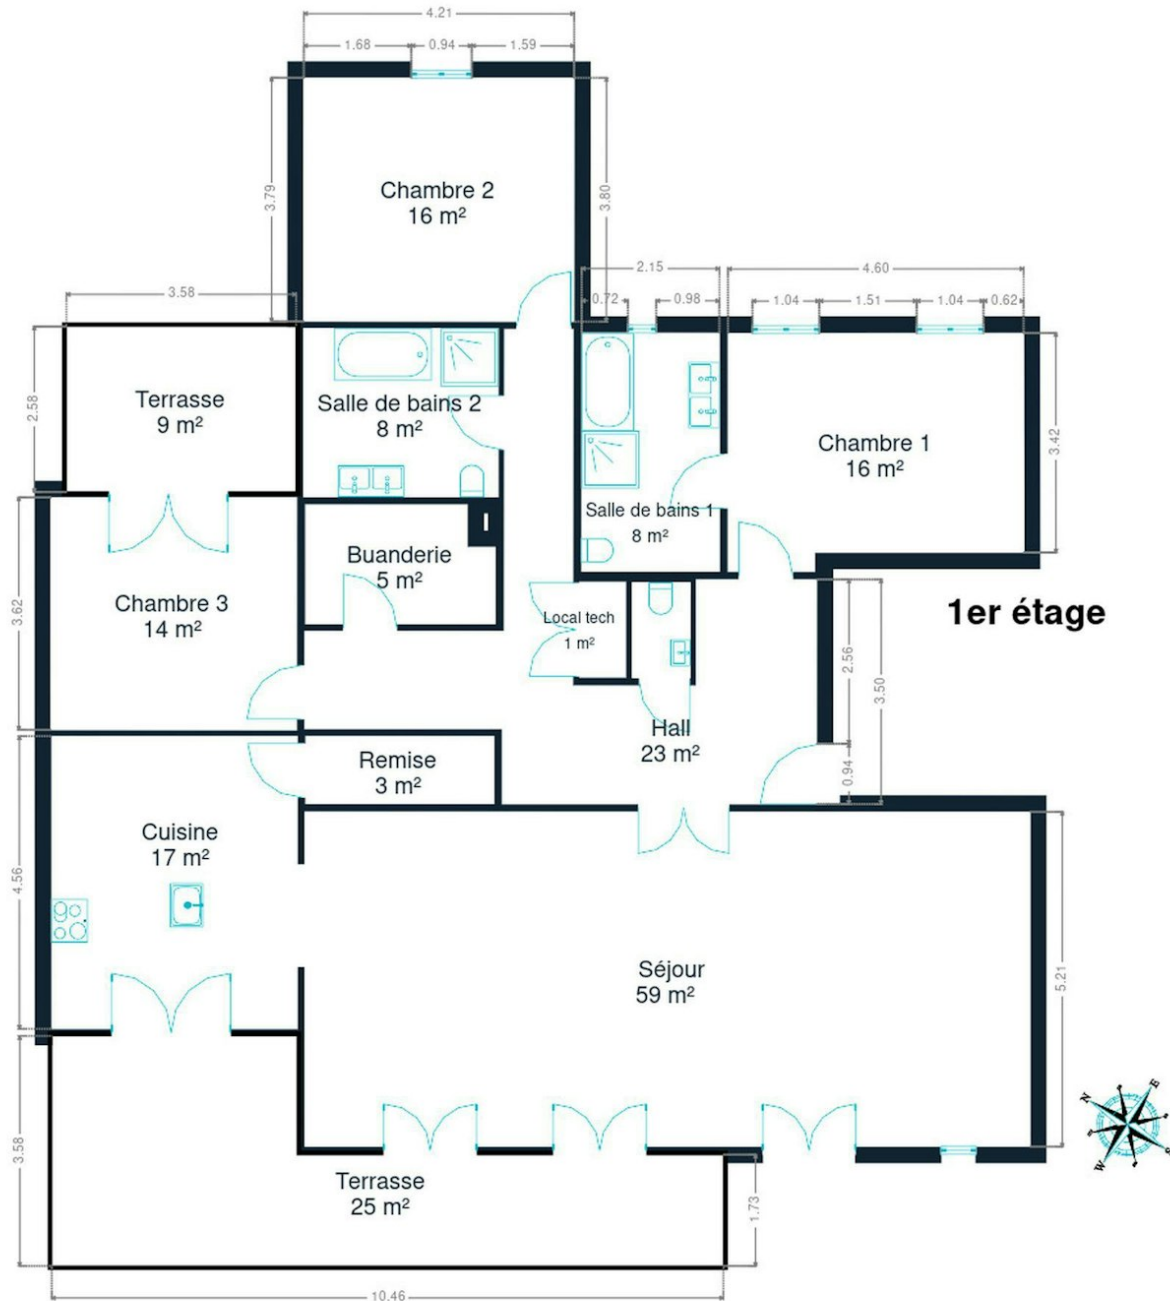 4.21
1.68
0.94
1.59
3.79
Chambre 2
16 m²
3.80
3.58
2.15
4.60
0.72
0.98
1.04
1.51
1.04
0.62
2.58
Terrasse
9 m²
Salle de bains 2
8 m²
Chambre 1
16 m²
3.42
Salle de bains 1
8 m²
Buanderie
5 m²
3.62
Chambre 3
14 m²
Local tech
1 m²
1er étage
2.56
3.50
Hall
23 m²
0.94
Remise
3 m²
Cuisine
17 m²
4.56
Séjour
59 m²
5.21
N
E
W
S
3.58
Terrasse
25 m²
1.73
10.46